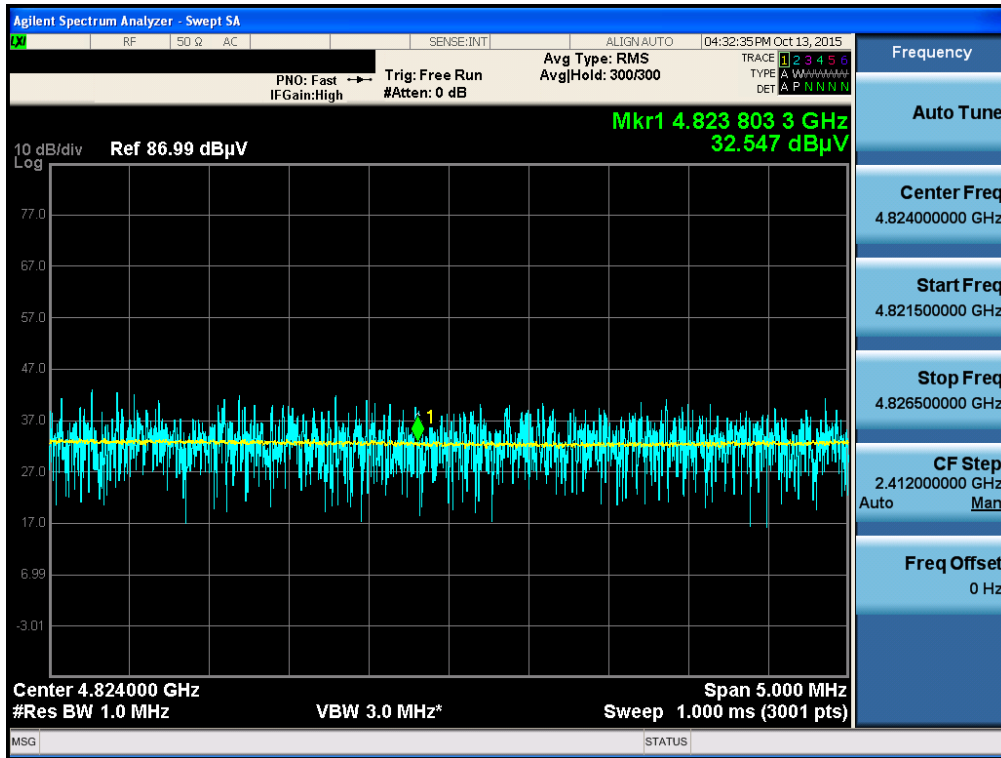 Agilent Spectrum Analyzer - Swept SA
LXI RF 50 Ω AC SENSE:INT ALIGN AUTO 04:32:35 PM Oct 13, 2015
PNO: Fast
IFGain:High
Trig: Free Run
#Atten: 0 dB
Avg Type: RMS
Avg|Hold: 300/300
TRACE 1 2 3 4 5 6
TYPE A W
DET A P N N N N
Mkr1 4.823 803 3 GHz
32.547 dBµV
10 dB/div Ref 86.99 dBµV
Log
77.0
67.0
57.0
47.0
37.0
27.0
17.0
6.99
-3.01
1
Center 4.824000 GHz Span 5.000 MHz
#Res BW 1.0 MHz VBW 3.0 MHz* Sweep 1.000 ms (3001 pts)
MSG STATUS
Frequency
Auto Tune
Center Freq
4.824000000 GHz
Start Freq
4.821500000 GHz
Stop Freq
4.826500000 GHz
CF Step
2.412000000 GHz
Auto Man
Freq Offset
0 Hz